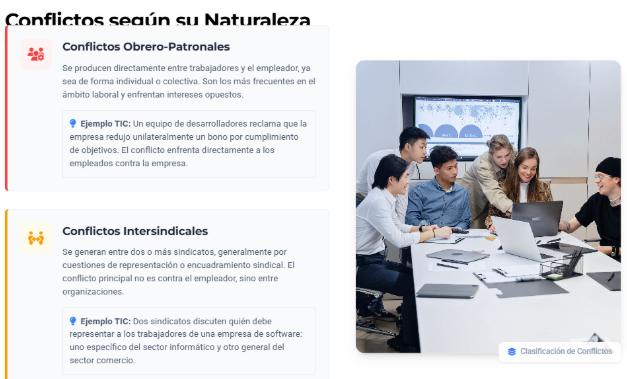 Conflictos según su Naturaleza
Conflictos Obrero-Patronales
Se producen directamente entre trabajadores y el empleador, ya
sea de forma individual o colectiva. Son los más frecuentes en el
ámbito laboral y enfrentan intereses opuestos.
Ejemplo TIC: Un equipo de desarrolladores reclama que la
empresa redujo unilateralmente un bono por cumplimiento
de objetivos. El conflicto enfrenta directamente a los
empleados contra la empresa.
Conflictos Intersindicales
Se generan entre dos o más sindicatos, generalmente por
cuestiones de representación o encuadramiento sindical. El
conflicto principal no es contra el empleador, sino entre
organizaciones.
Ejemplo TIC: Dos sindicatos discuten quién debe
representar a los trabajadores de una empresa de software:
uno específico del sector informático y otro general del
sector comercio.
Clasificación de Conflictos